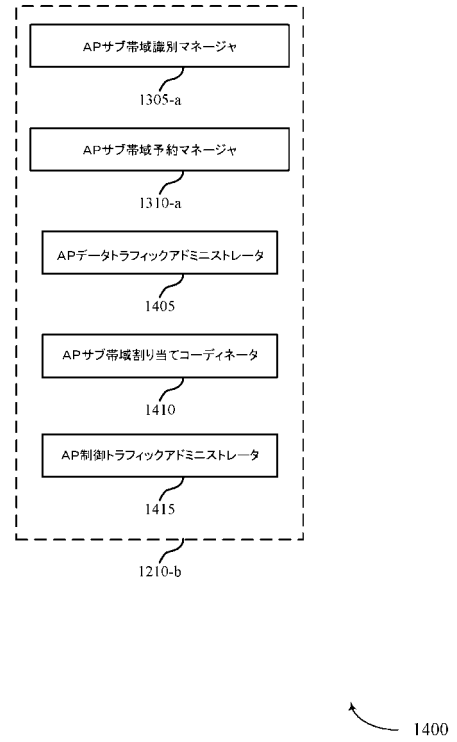 APサブ帯域識別マネージャ
1305-a
APサブ帯域予約マネージャ
1310-a
APデータトラフィックアドミニストレータ
1405
APサブ帯域割り当てコーディネータ
1410
AP制御トラフィックアドミニストレータ
1415
1210-b
1400